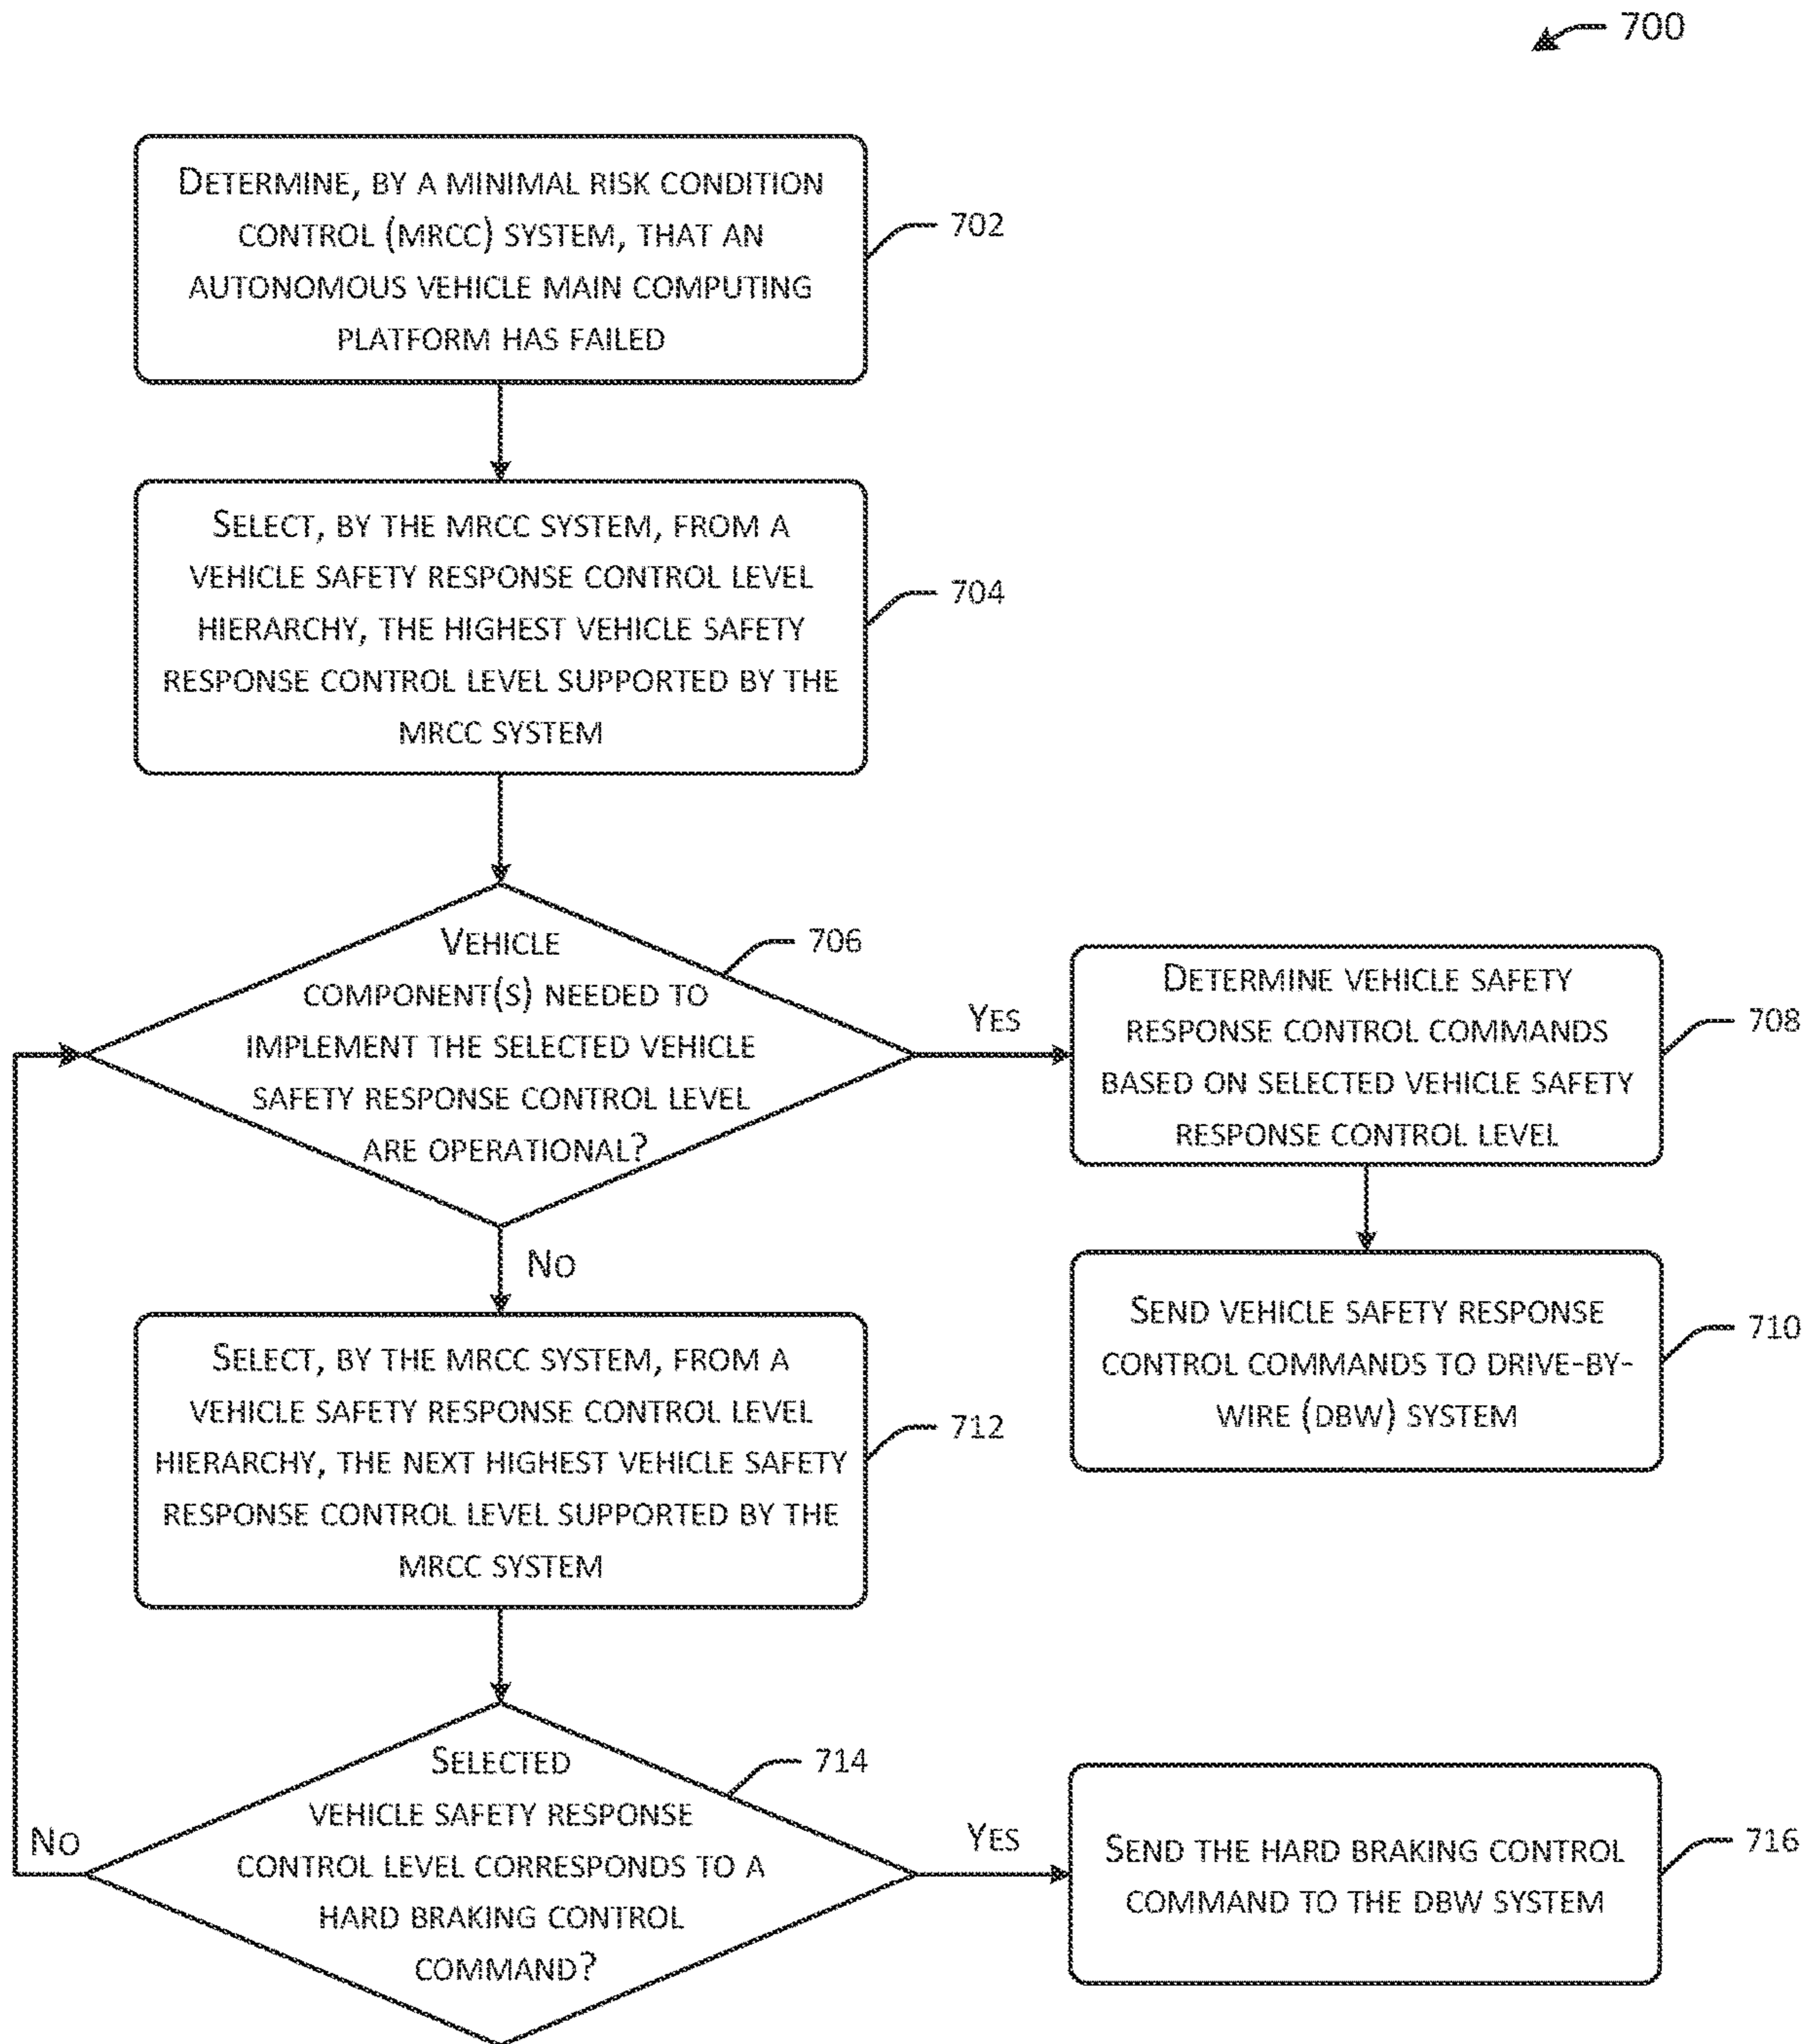 700
DETERMINE, BY A MINIMAL RISK CONDITION
CONTROL (MRCC) SYSTEM, THAT AN
AUTONOMOUS VEHICLE MAIN COMPUTING
PLATFORM HAS FAILED
702
SELECT, BY THE MRCC SYSTEM, FROM A
VEHICLE SAFETY RESPONSE CONTROL LEVEL
HIERARCHY, THE HIGHEST VEHICLE SAFETY
RESPONSE CONTROL LEVEL SUPPORTED BY THE
MRCC SYSTEM
704
VEHICLE
COMPONENT(S) NEEDED TO
IMPLEMENT THE SELECTED VEHICLE
SAFETY RESPONSE CONTROL LEVEL
ARE OPERATIONAL?
706
YES
DETERMINE VEHICLE SAFETY
RESPONSE CONTROL COMMANDS
BASED ON SELECTED VEHICLE SAFETY
RESPONSE CONTROL LEVEL
708
SEND VEHICLE SAFETY RESPONSE
CONTROL COMMANDS TO DRIVE-BY-
WIRE (DBW) SYSTEM
710
NO
SELECT, BY THE MRCC SYSTEM, FROM A
VEHICLE SAFETY RESPONSE CONTROL LEVEL
HIERARCHY, THE NEXT HIGHEST VEHICLE SAFETY
RESPONSE CONTROL LEVEL SUPPORTED BY THE
MRCC SYSTEM
712
SELECTED
VEHICLE SAFETY RESPONSE
CONTROL LEVEL CORRESPONDS TO A
HARD BRAKING CONTROL
COMMAND?
714
NO
YES
SEND THE HARD BRAKING CONTROL
COMMAND TO THE DBW SYSTEM
716